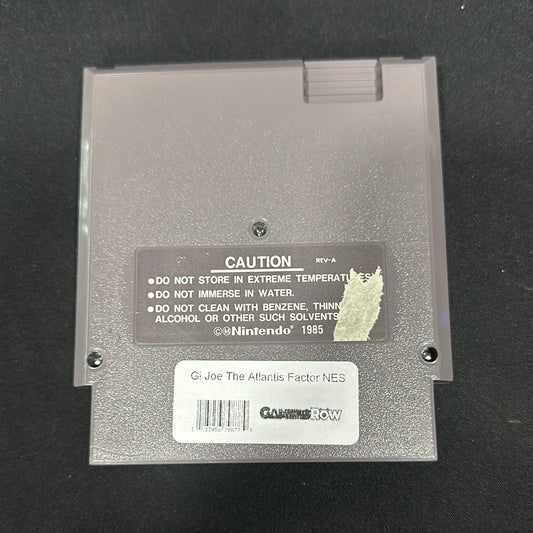 CAUTION REV-A
● DO NOT STORE IN EXTREME TEMPERATURES.
● DO NOT IMMERSE IN WATER.
● DO NOT CLEAN WITH BENZENE, THINN
ALCOHOL OR OTHER SUCH SOLVENTS
©Ⓜ Nintendo® 1985
GI Joe The Atlantis Factor NES
GAMERSROW